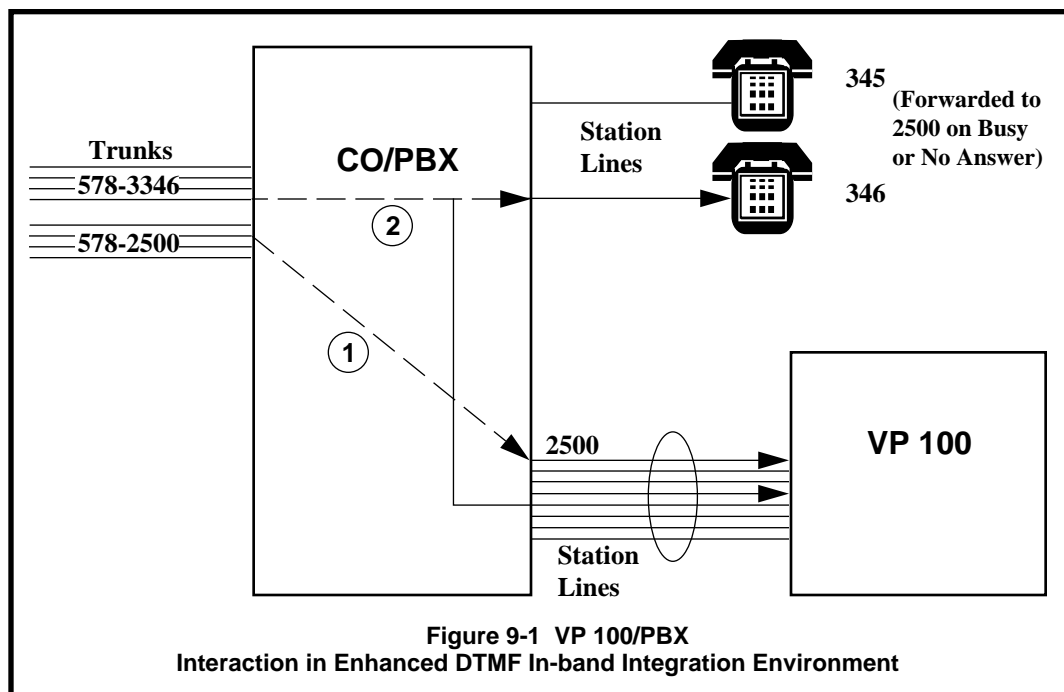 Trunks
578-3346
578-2500
CO/PBX
2
1
Station
Lines
345
(Forwarded to
2500 on Busy
or No Answer)
346
2500
Station
Lines
VP 100
Figure 9-1 VP 100/PBX
Interaction in Enhanced DTMF In-band Integration Environment